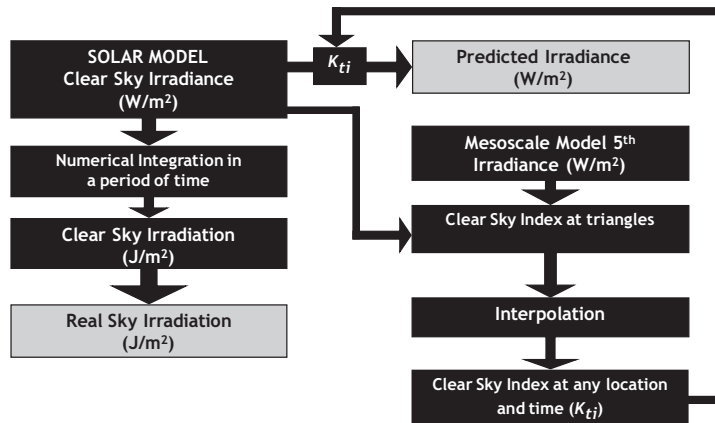 SOLAR MODEL
Clear Sky Irradiance
(W/m²)
K_ti
Predicted Irradiance
(W/m²)
Numerical Integration in
a period of time
Clear Sky Irradiation
(J/m²)
Real Sky Irradiation
(J/m²)
Mesoscale Model 5th
Irradiance (W/m²)
Clear Sky Index at triangles
Interpolation
Clear Sky Index at any location
and time (K_ti)